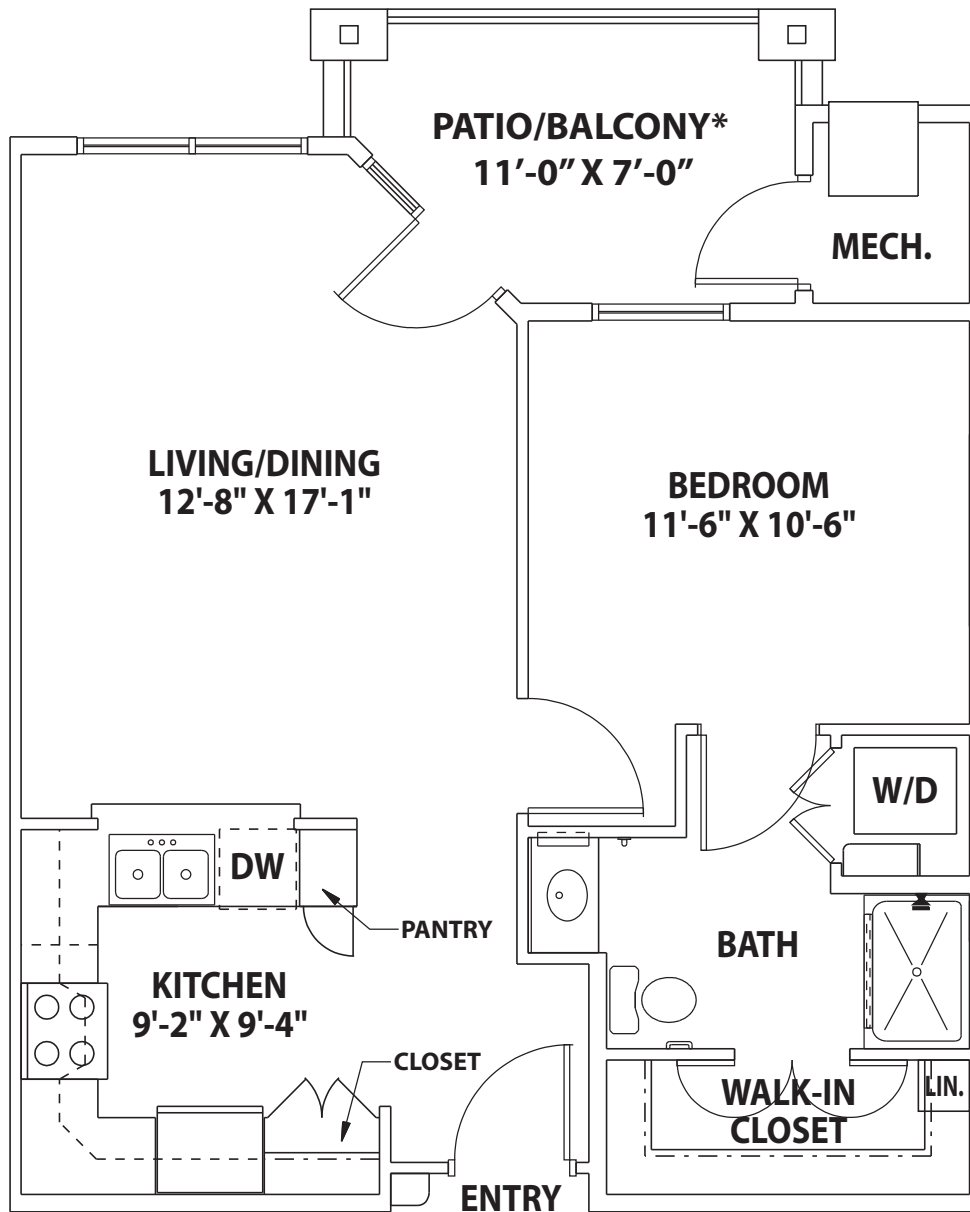 PATIO/BALCONY*
11′-0″ X 7′-0″
MECH.
LIVING/DINING
12'-8" X 17'-1"
BEDROOM
11'-6" X 10'-6"
W/D
DW
PANTRY
BATH
KITCHEN
9'-2" X 9'-4"
CLOSET
WALK-IN
CLOSET
LIN.
ENTRY